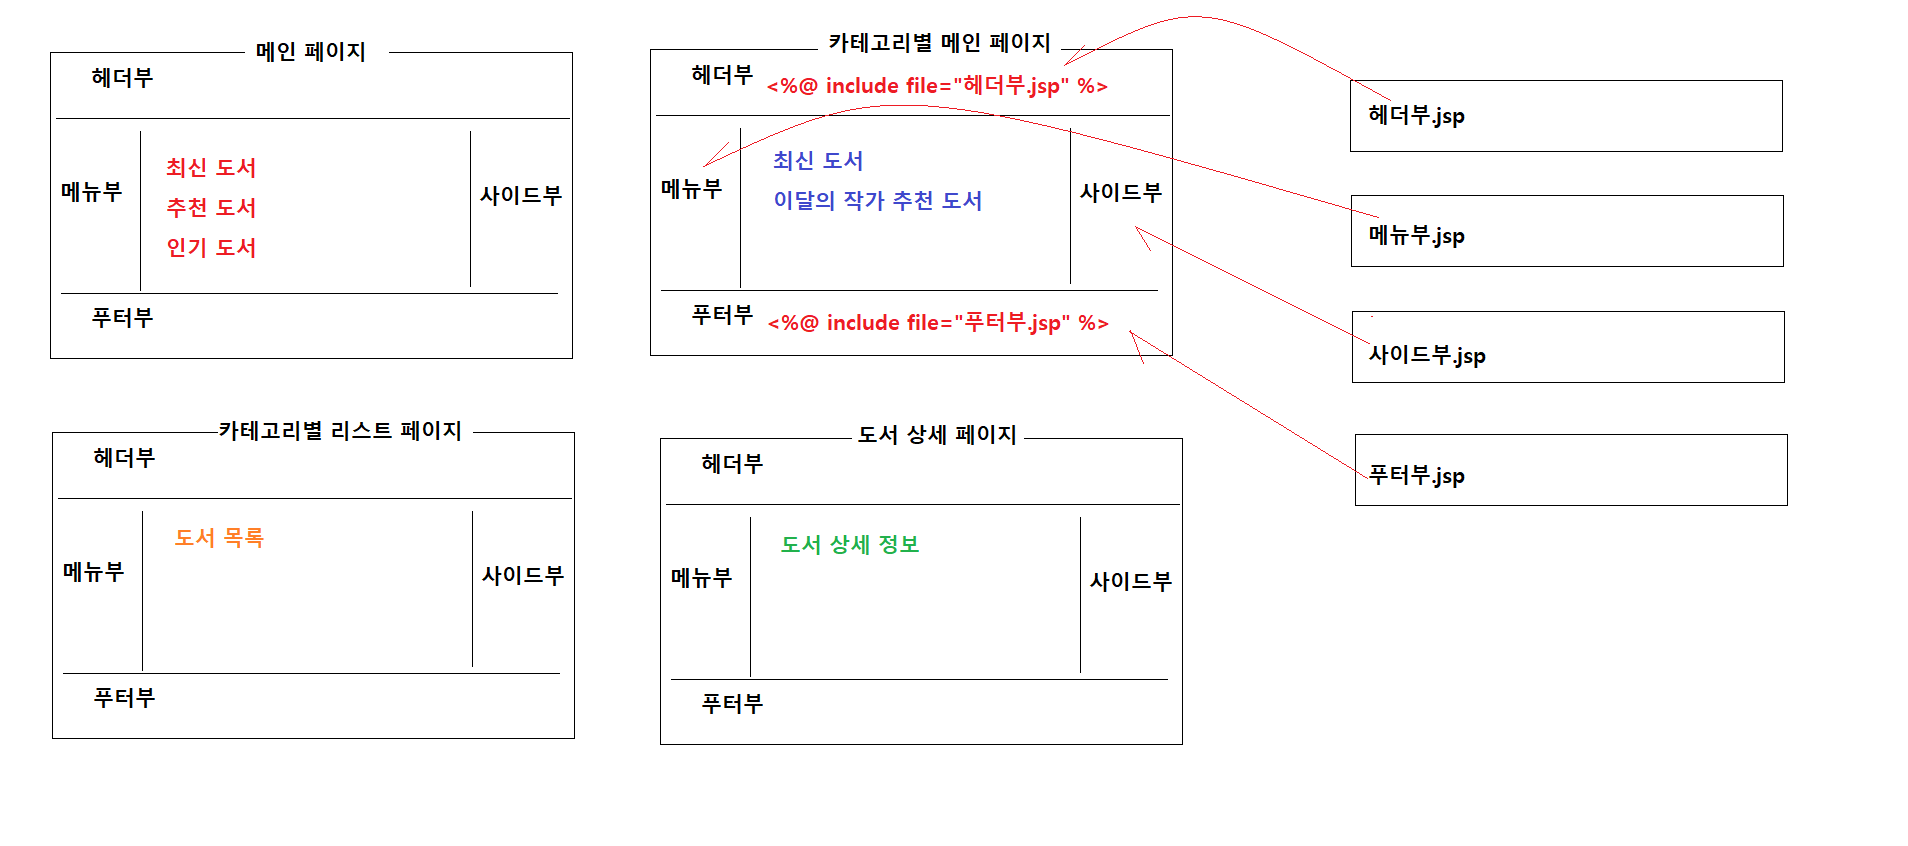 메인 페이지
헤더부
메뉴부
최신 도서
추천 도서
인기 도서
사이드부
푸터부
카테고리별 메인 페이지
헤더부 <%@ include file="헤더부.jsp" %>
메뉴부
최신 도서
이달의 작가 추천 도서
사이드부
푸터부 <%@ include file="푸터부.jsp" %>
헤더부.jsp
메뉴부.jsp
사이드부.jsp
푸터부.jsp
카테고리별 리스트 페이지
헤더부
메뉴부
도서 목록
사이드부
푸터부
도서 상세 페이지
헤더부
메뉴부
도서 상세 정보
사이드부
푸터부